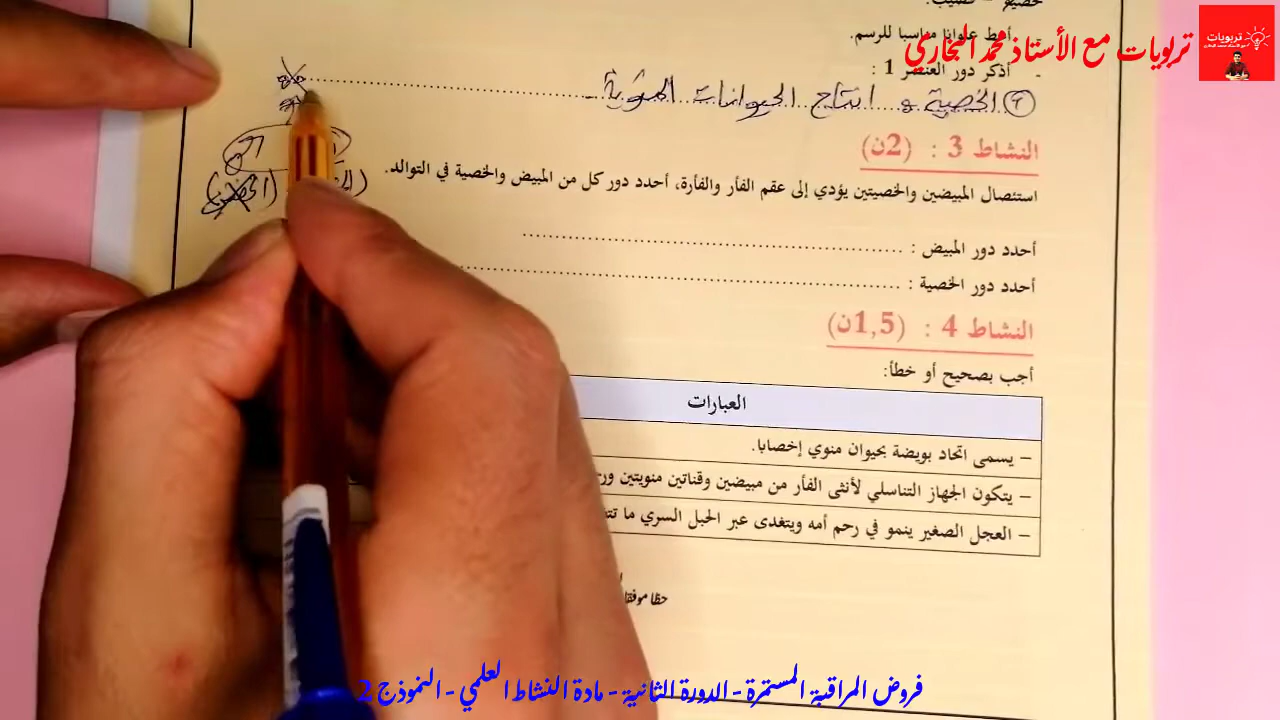 - أعط عنوانا مناسبا للرسم.
تربويات مع الأستاذ محمد البخاري
تربويات
- أذكر دور العنصر 1 :
الخصية : انتاج الحيوانات المنوية
النشاط 3 : (2ن)
استئصال المبيضين والخصيتين يؤدي إلى عقم الفأر والفأرة، أحدد دور كل من المبيض والخصية في التوالد.
أحدد دور المبيض :
أحدد دور الخصية :
النشاط 4 : (1,5ن)
أجب بصحيح أو خطأ:
العبارات
– يسمى اتحاد بويضة بحيوان منوي إخصابا.
– يتكون الجهاز التناسلي لأنثى الفأر من مبيضين وقناتين منويتين
– العجل الصغير ينمو في رحم أمه ويتغدى عبر الحبل السري ما
حظا موفقا
فروض المراقبة المستمرة - الدورة الثانية - مادة النشاط العلمي - النموذج 2